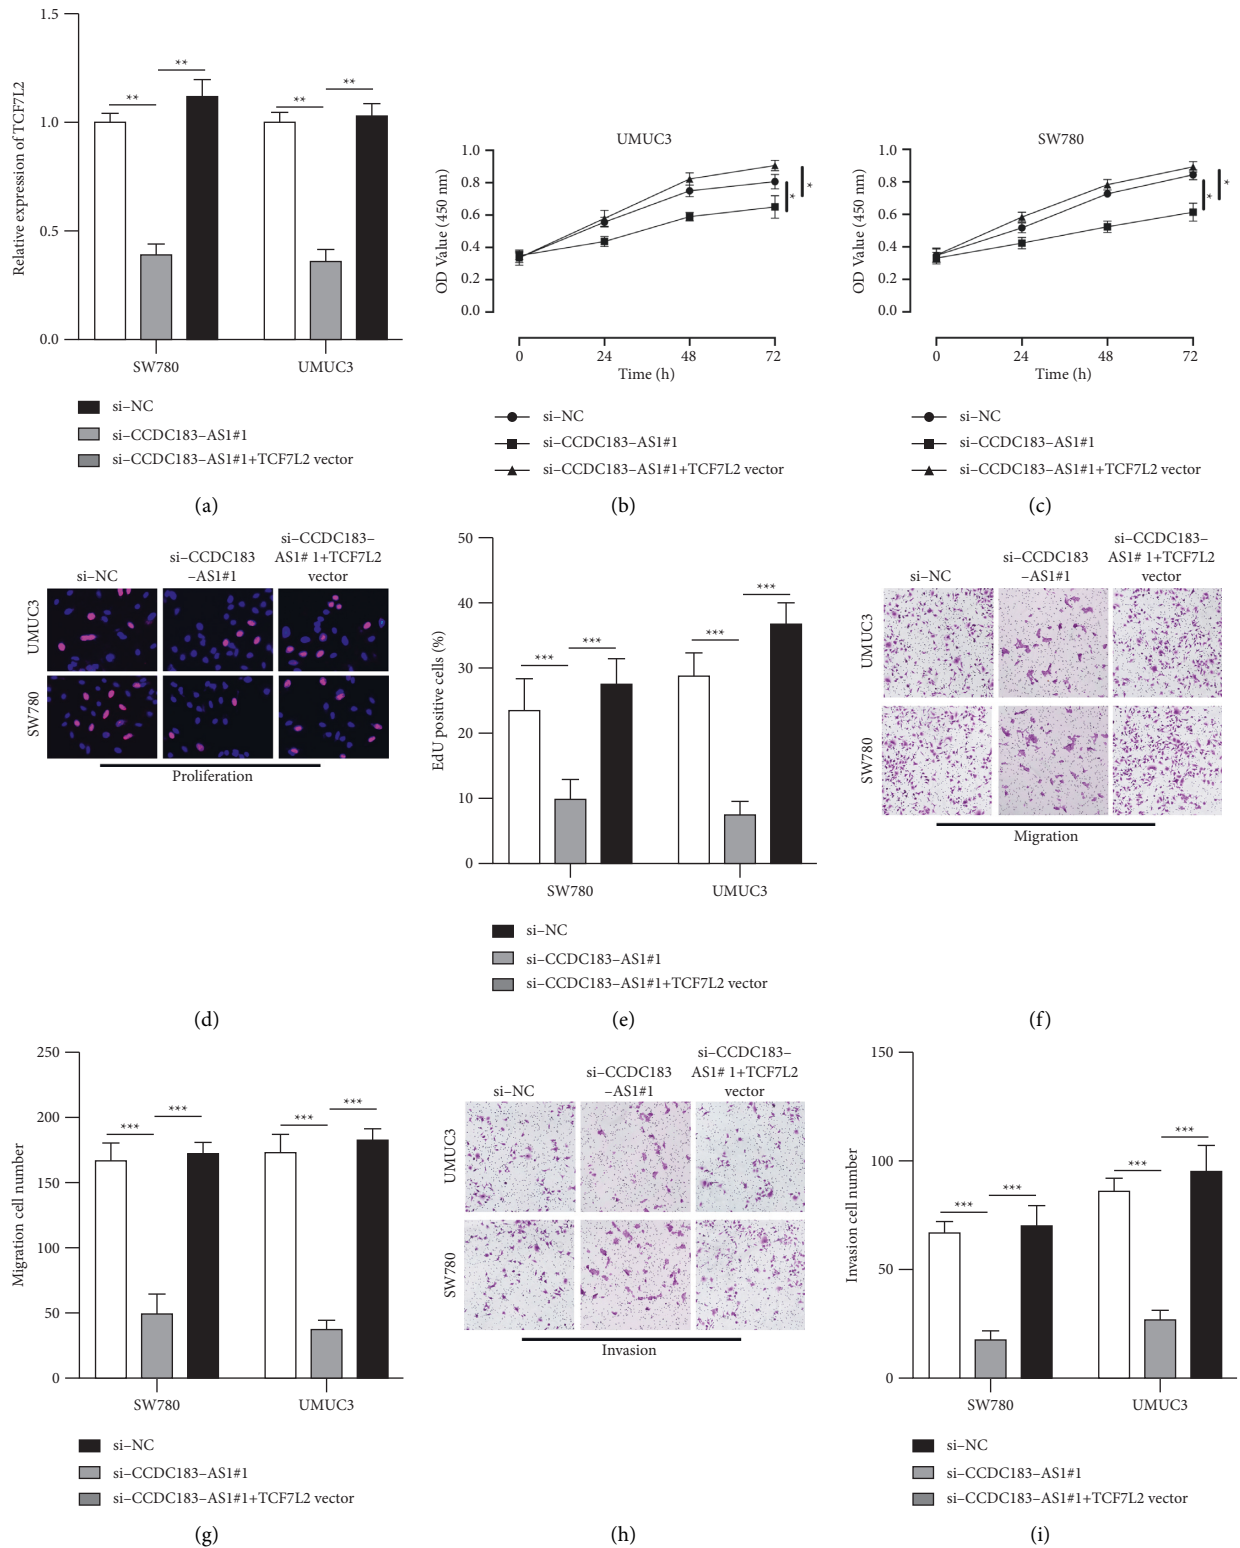 1.5
1.0
0.5
0.0
Relative expression of TCF7L2
**
**
**
**
SW780
UMUC3
si–NC
si–CCDC183–AS1#1
si–CCDC183–AS1#1+TCF7L2 vector
(a)
UMUC3
1.0
0.8
0.6
0.4
0.2
0.0
OD Value (450 nm)
*
*
0
24
48
72
Time (h)
si–NC
si–CCDC183–AS1#1
si–CCDC183–AS1#1+TCF7L2 vector
(b)
SW780
1.0
0.8
0.6
0.4
0.2
0.0
OD Value (450 nm)
*
*
0
24
48
72
Time (h)
si–NC
si–CCDC183–AS1#1
si–CCDC183–AS1#1+TCF7L2 vector
(c)
si–NC
si–CCDC183
–AS1#1
si–CCDC183–
AS1# 1+TCF7L2
vector
UMUC3
SW780
Proliferation
(d)
50
40
30
20
10
0
EdU positive cells (%)
***
***
***
***
SW780
UMUC3
si–NC
si–CCDC183–AS1#1
si–CCDC183–AS1#1+TCF7L2 vector
(e)
si–NC
si–CCDC183
–AS1#1
si–CCDC183–
AS1# 1+TCF7L2
vector
UMUC3
SW780
Migration
(f)
250
200
150
100
50
0
Migration cell number
***
***
***
***
SW780
UMUC3
si–NC
si–CCDC183–AS1#1
si–CCDC183–AS1#1+TCF7L2 vector
(g)
si–NC
si–CCDC183
–AS1#1
si–CCDC183–
AS1# 1+TCF7L2
vector
UMUC3
SW780
Invasion
(h)
150
100
50
0
Invasion cell number
***
***
***
***
SW780
UMUC3
si–NC
si–CCDC183–AS1#1
si–CCDC183–AS1#1+TCF7L2 vector
(i)